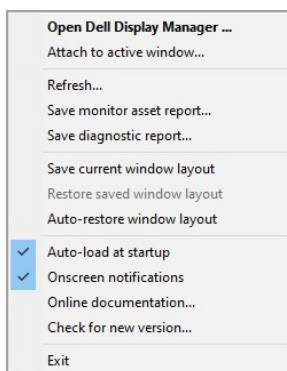 Open Dell Display Manager ...
Attach to active window...
Refresh...
Save monitor asset report...
Save diagnostic report...
Save current window layout
Restore saved window layout
Auto-restore window layout
Auto-load at startup
Onscreen notifications
Online documentation...
Check for new version...
Exit